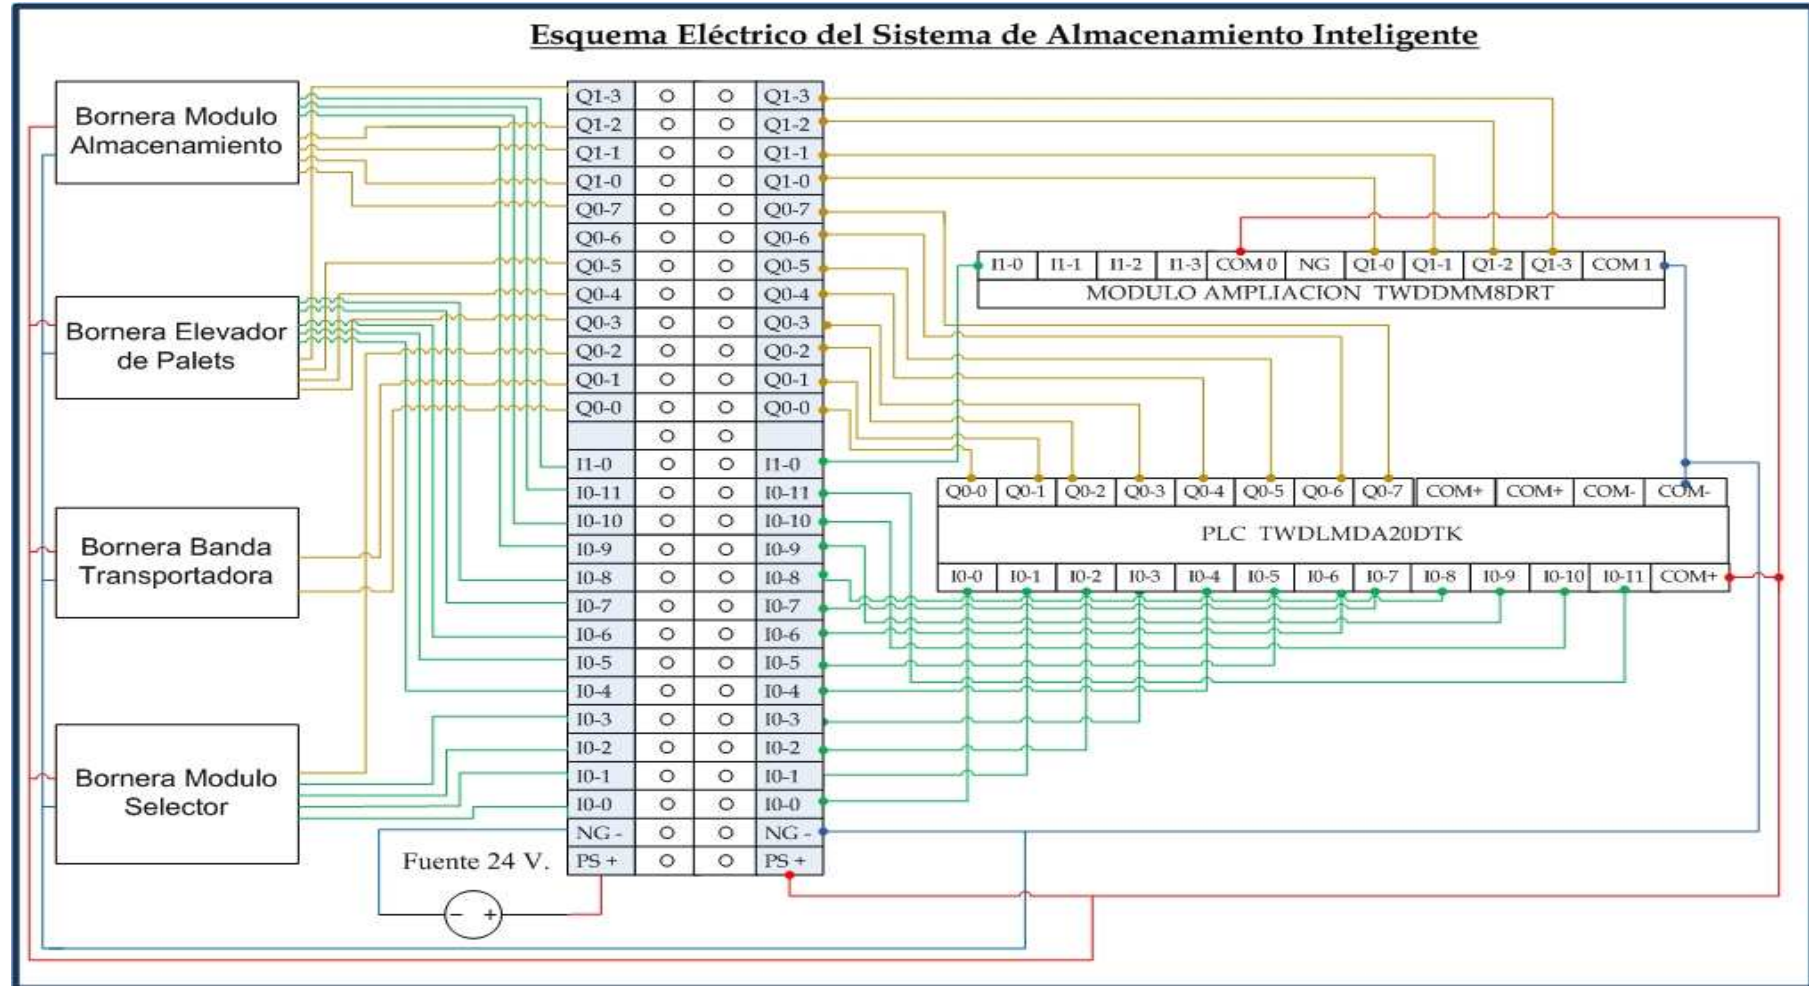 Esquema Eléctrico del Sistema de Almacenamiento Inteligente
Bornera Modulo
Almacenamiento
Bornera Elevador
de Palets
Bornera Banda
Transportadora
Bornera Modulo
Selector
Q1-3 Q1-3
Q1-2 Q1-2
Q1-1 Q1-1
Q1-0 Q1-0
Q0-7 Q0-7
Q0-6 Q0-6
Q0-5 Q0-5
Q0-4 Q0-4
Q0-3 Q0-3
Q0-2 Q0-2
Q0-1 Q0-1
Q0-0 Q0-0
I1-0 I1-0
I0-11 I0-11
I0-10 I0-10
I0-9 I0-9
I0-8 I0-8
I0-7 I0-7
I0-6 I0-6
I0-5 I0-5
I0-4 I0-4
I0-3 I0-3
I0-2 I0-2
I0-1 I0-1
I0-0 I0-0
NG - NG -
PS + PS +
Fuente 24 V.
− +
I1-0 I1-1 I1-2 I1-3 COM 0 NG Q1-0 Q1-1 Q1-2 Q1-3 COM 1
MODULO AMPLIACION TWDDMM8DRT
Q0-0 Q0-1 Q0-2 Q0-3 Q0-4 Q0-5 Q0-6 Q0-7 COM+ COM+ COM- COM-
PLC TWDLMDA20DTK
I0-0 I0-1 I0-2 I0-3 I0-4 I0-5 I0-6 I0-7 I0-8 I0-9 I0-10 I0-11 COM+